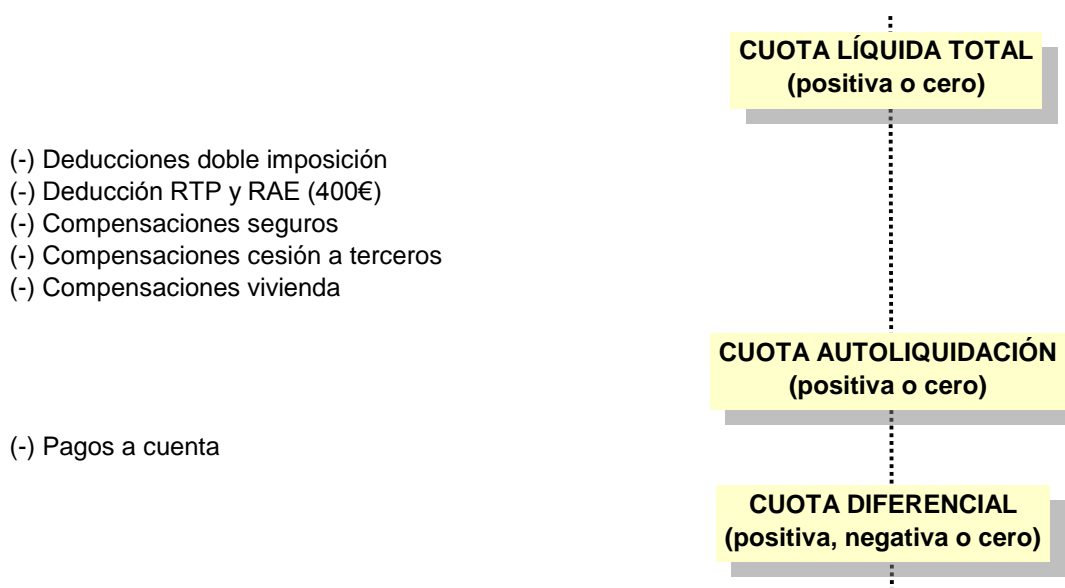 CUOTA LÍQUIDA TOTAL
(positiva o cero)
(-) Deducciones doble imposición
(-) Deducción RTP y RAE (400€)
(-) Compensaciones seguros
(-) Compensaciones cesión a terceros
(-) Compensaciones vivienda
CUOTA AUTOLIQUIDACIÓN
(positiva o cero)
(-) Pagos a cuenta
CUOTA DIFERENCIAL
(positiva, negativa o cero)